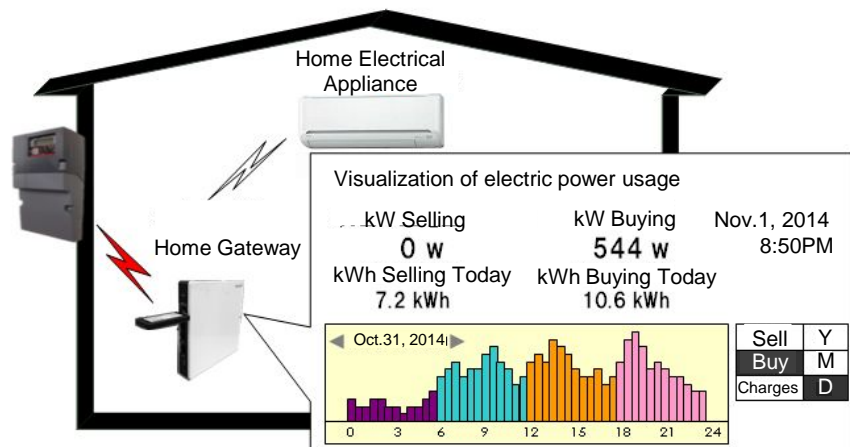 Home Electrical
Appliance
Home Gateway
Visualization of electric power usage
kW Selling
kW Buying
Nov.1, 2014
0 w
544 w
8:50PM
kWh Selling Today
kWh Buying Today
7.2 kWh
10.6 kWh
Oct.31, 2014
Sell Y
Buy M
Charges D
0 3 6 9 12 15 18 21 24